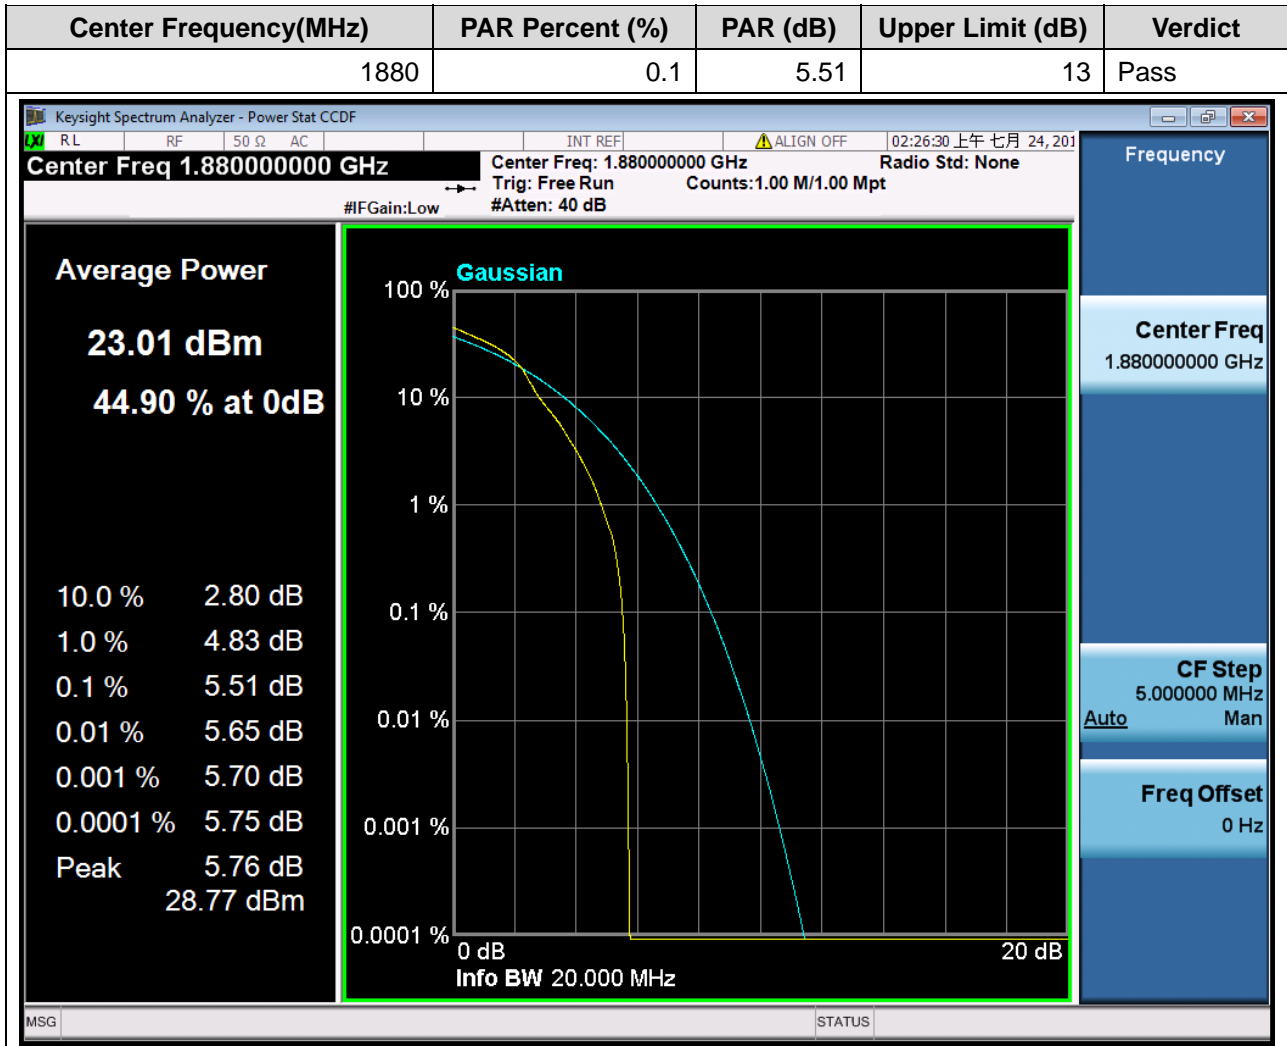 Center Frequency(MHz) PAR Percent (%) PAR (dB) Upper Limit (dB) Verdict
1880 0.1 5.51 13 Pass
Keysight Spectrum Analyzer - Power Stat CCDF
LXI RL RF 50 Ω AC INT REF ALIGN OFF 02:26:30 上午 七月 24, 201
Center Freq 1.880000000 GHz
#IFGain:Low
Center Freq: 1.880000000 GHz Radio Std: None
Trig: Free Run Counts:1.00 M/1.00 Mpt
#Atten: 40 dB
Average Power
23.01 dBm
44.90 % at 0dB
10.0 % 2.80 dB
1.0 % 4.83 dB
0.1 % 5.51 dB
0.01 % 5.65 dB
0.001 % 5.70 dB
0.0001 % 5.75 dB
Peak 5.76 dB
28.77 dBm
Gaussian
100 %
10 %
1 %
0.1 %
0.01 %
0.001 %
0.0001 %
0 dB 20 dB
Info BW 20.000 MHz
Frequency
Center Freq
1.880000000 GHz
CF Step
5.000000 MHz
Auto Man
Freq Offset
0 Hz
MSG STATUS